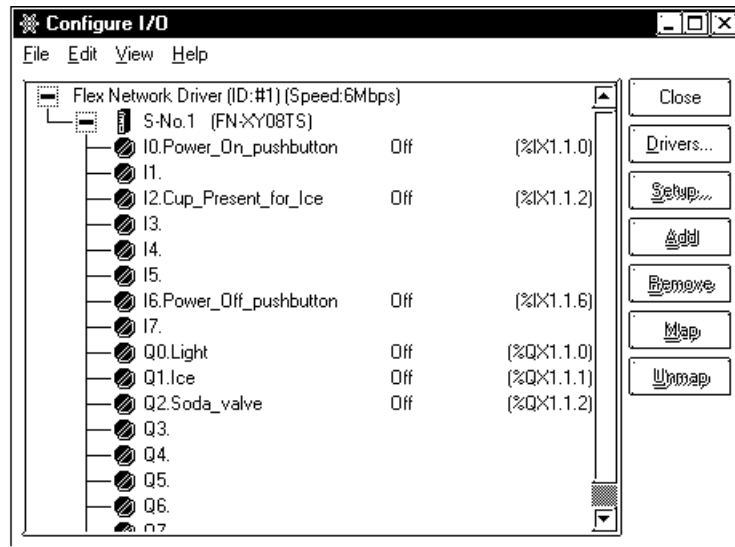 Configure I/O
File Edit View Help
Flex Network Driver (ID:#1) (Speed:6Mbps)
S-No.1 (FN-XY08TS)
I0.Power_On_pushbutton Off (%IX1.1.0)
I1.
I2.Cup_Present_for_Ice Off (%IX1.1.2)
I3.
I4.
I5.
I6.Power_Off_pushbutton Off (%IX1.1.6)
I7.
Q0.Light Off (%QX1.1.0)
Q1.Ice Off (%QX1.1.1)
Q2.Soda_valve Off (%QX1.1.2)
Q3.
Q4.
Q5.
Q6.
Q7.
Close
Drivers...
Setup...
Add
Remove
Map
Unmap